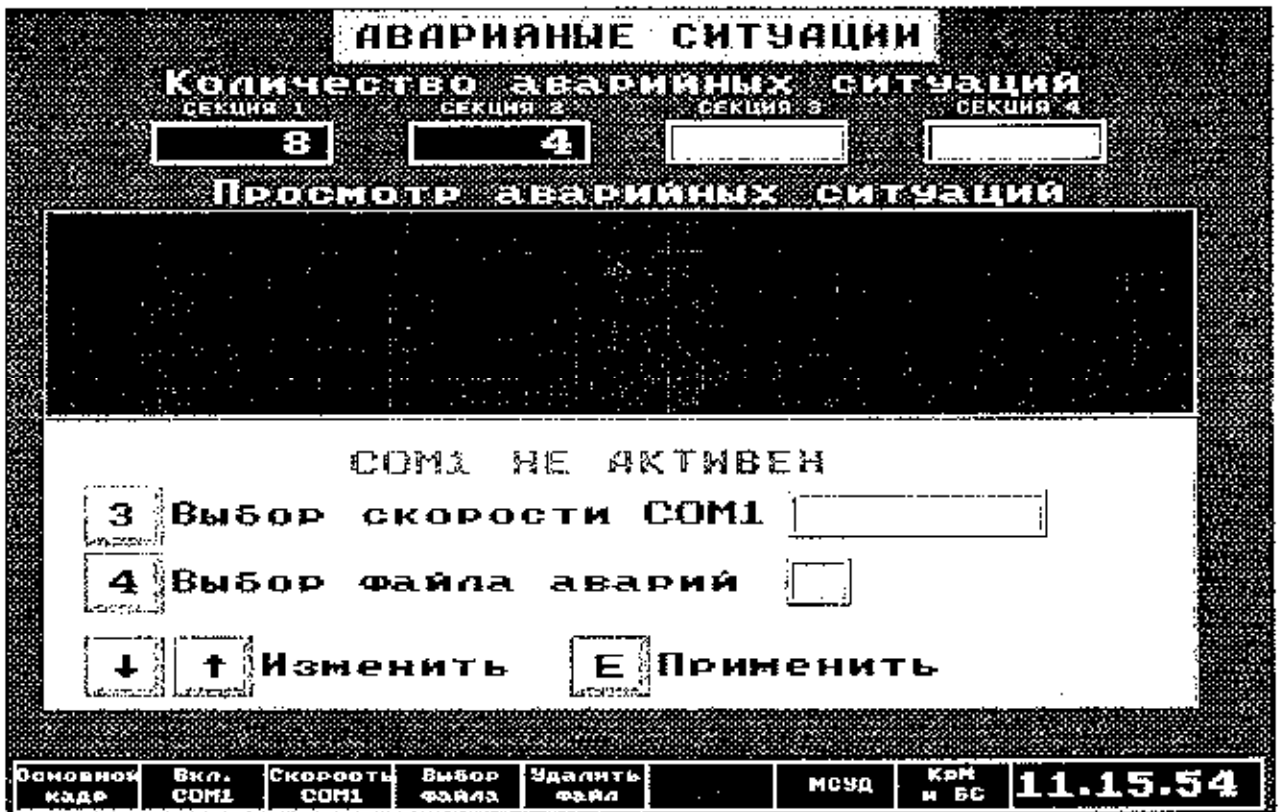 АВАРИЙНЫЕ СИТУАЦИИ
Количество аварийных ситуаций
СЕКЦИЯ 1 СЕКЦИЯ 2 СЕКЦИЯ 3 СЕКЦИЯ 4
8 4
Просмотр аварийных ситуаций
COM1 НЕ АКТИВЕН
3 Выбор скорости COM1
4 Выбор файла аварий
↓ ↑ Изменить E Применить
Основной Вкл. Скорость Выбор Удалить МСУД КрМ 11.15.54
кадр COM1 COM1 файла файл и БС